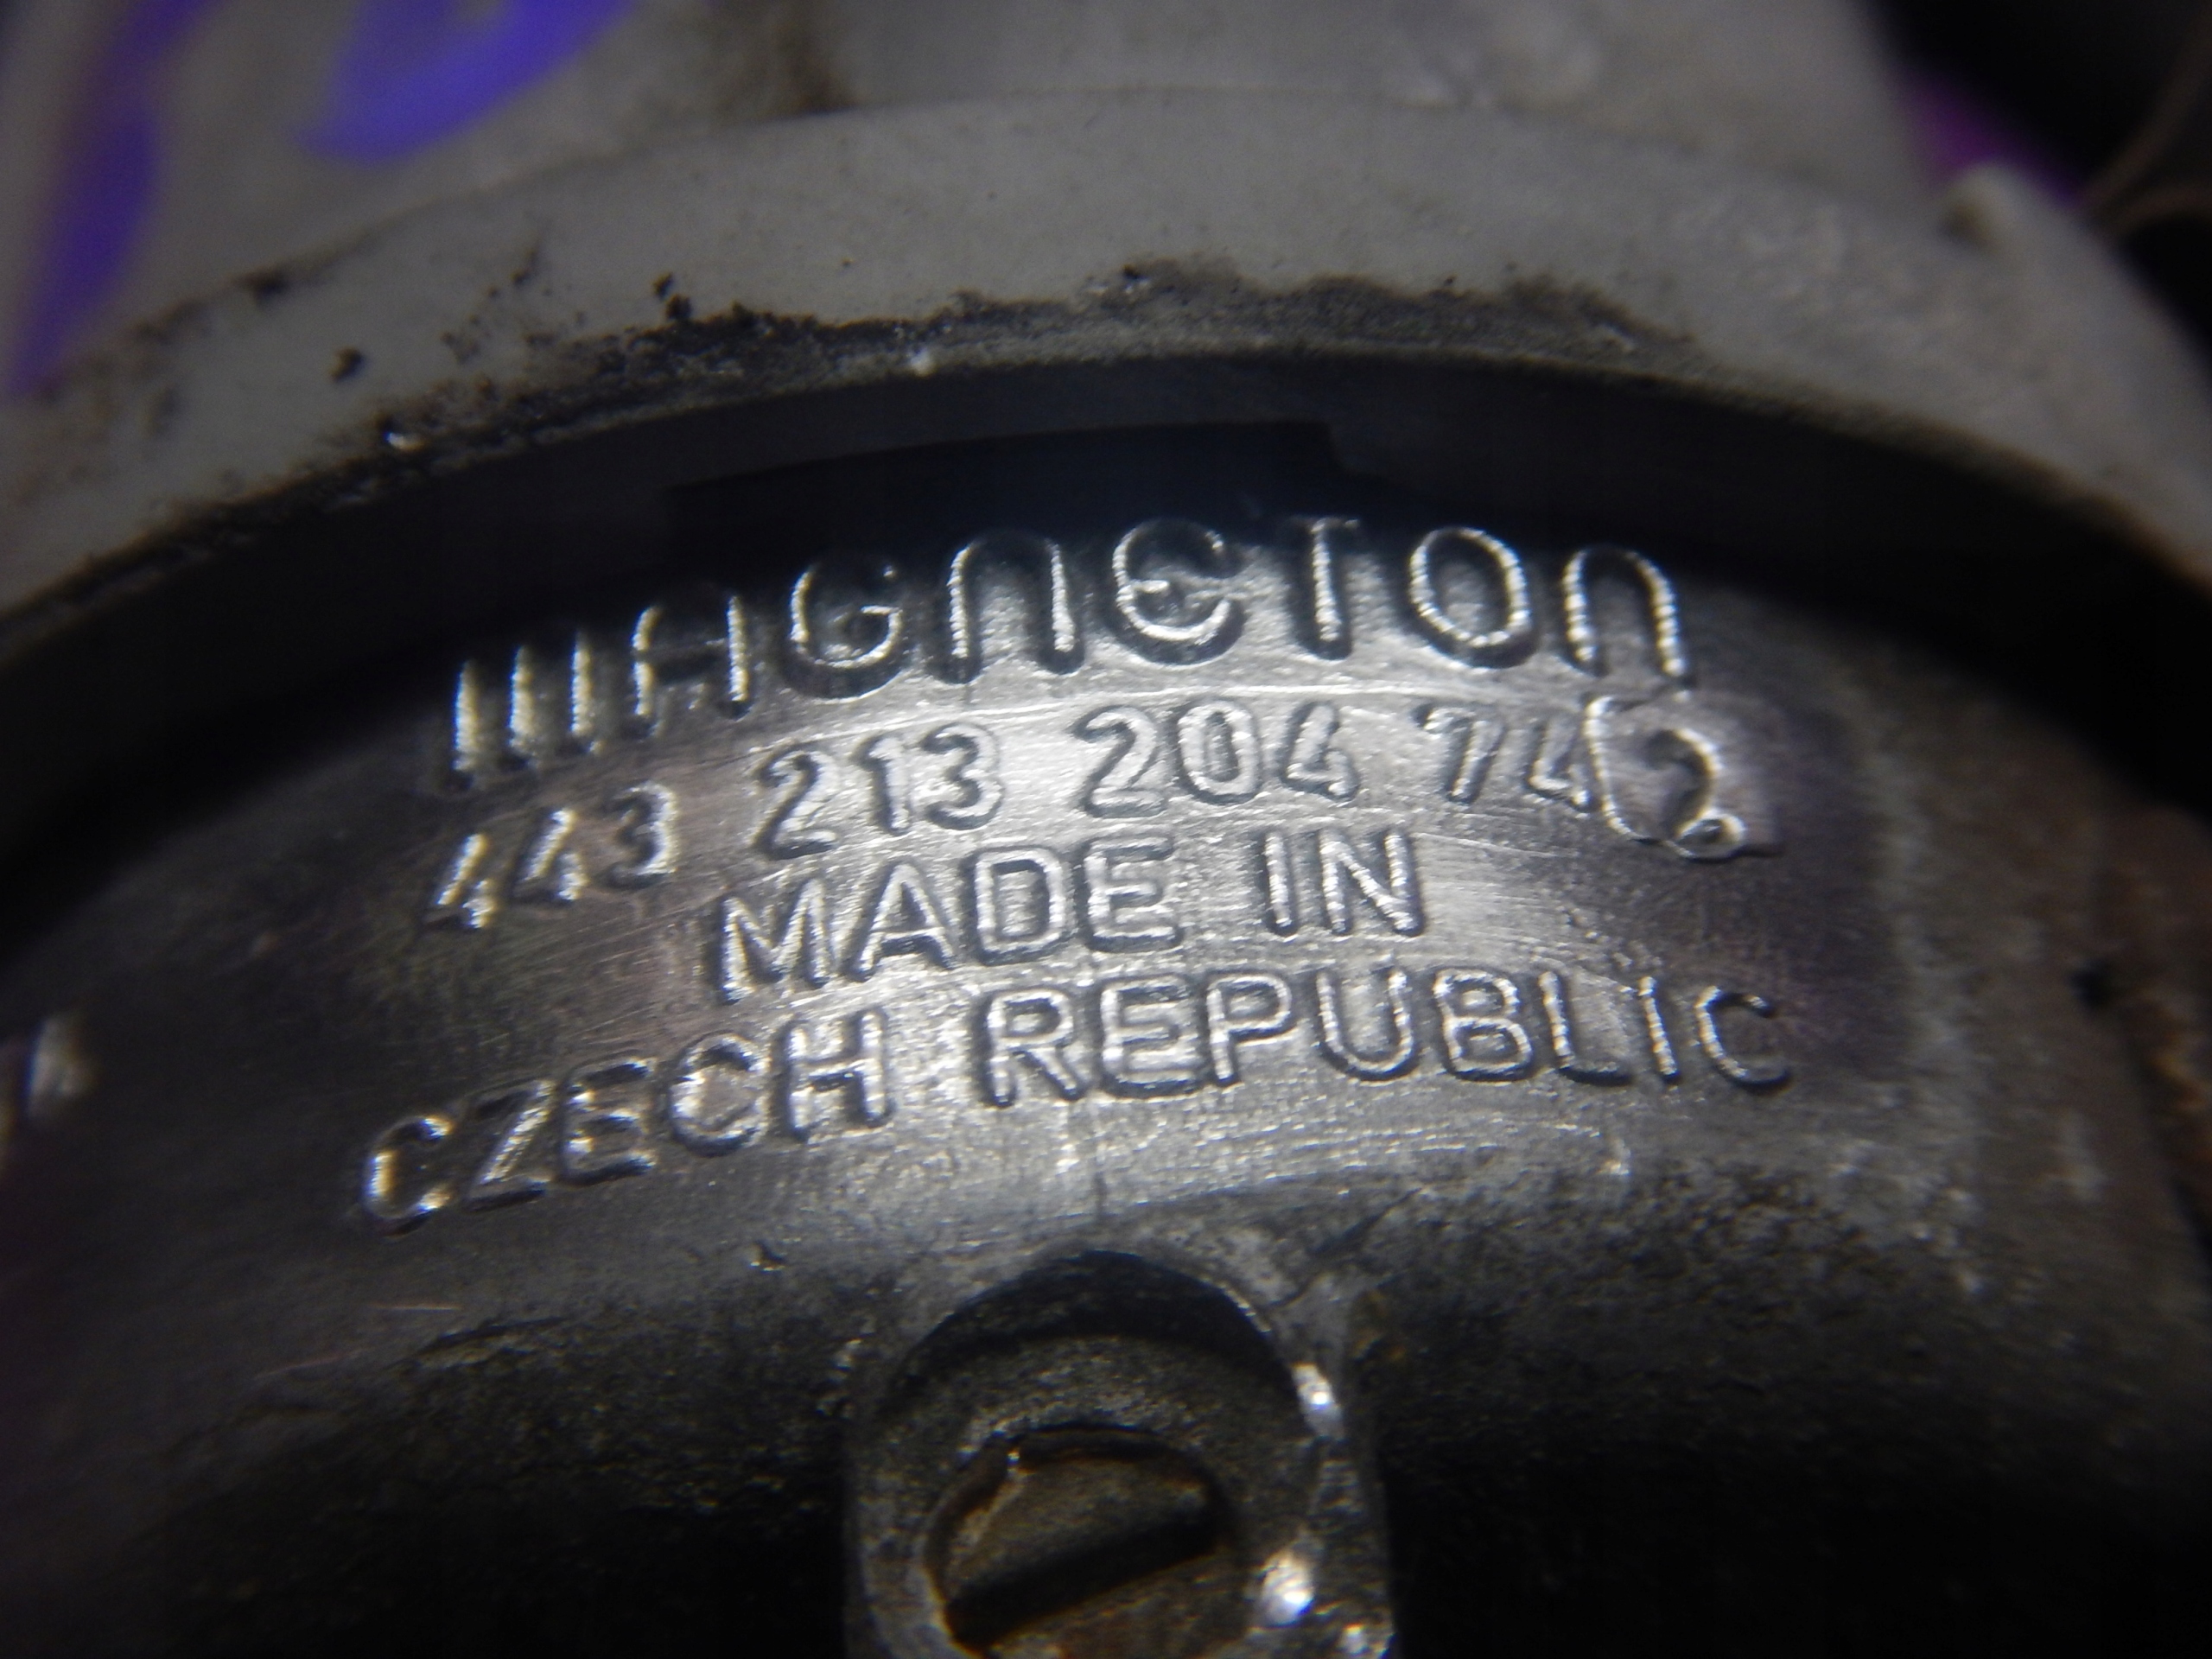 MAGNETON
443 213 204 742
MADE IN
CZECH REPUBLIC